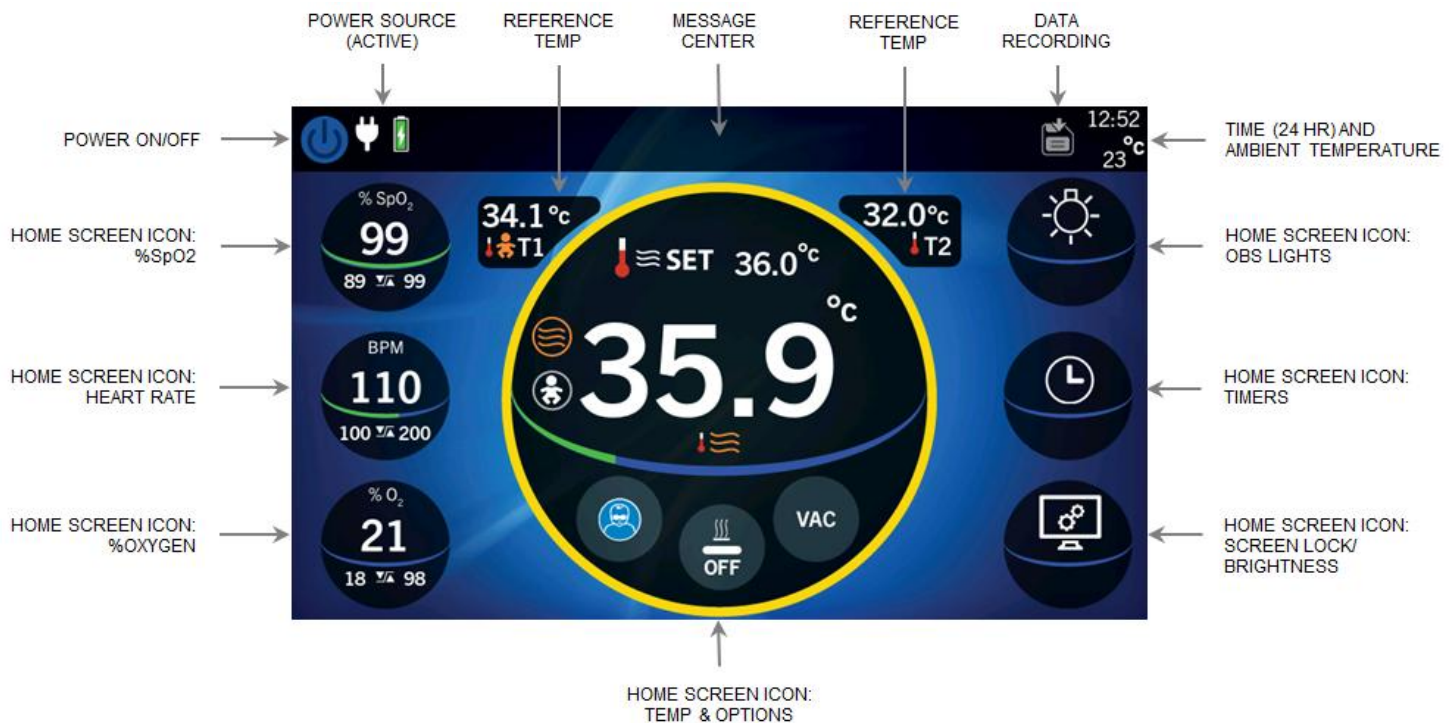 POWER SOURCE
(ACTIVE)
REFERENCE
TEMP
MESSAGE
CENTER
REFERENCE
TEMP
DATA
RECORDING
POWER ON/OFF
12:52
23°c
TIME (24 HR) AND
AMBIENT TEMPERATURE
HOME SCREEN ICON:
%SpO2
% SpO₂
99
89 99
34.1°c
T1
SET 36.0°c
35.9°c
32.0°c
T2
HOME SCREEN ICON:
OBS LIGHTS
HOME SCREEN ICON:
HEART RATE
BPM
110
100 200
HOME SCREEN ICON:
TIMERS
HOME SCREEN ICON:
%OXYGEN
% O₂
21
18 98
OFF
VAC
HOME SCREEN ICON:
SCREEN LOCK/
BRIGHTNESS
HOME SCREEN ICON:
TEMP & OPTIONS